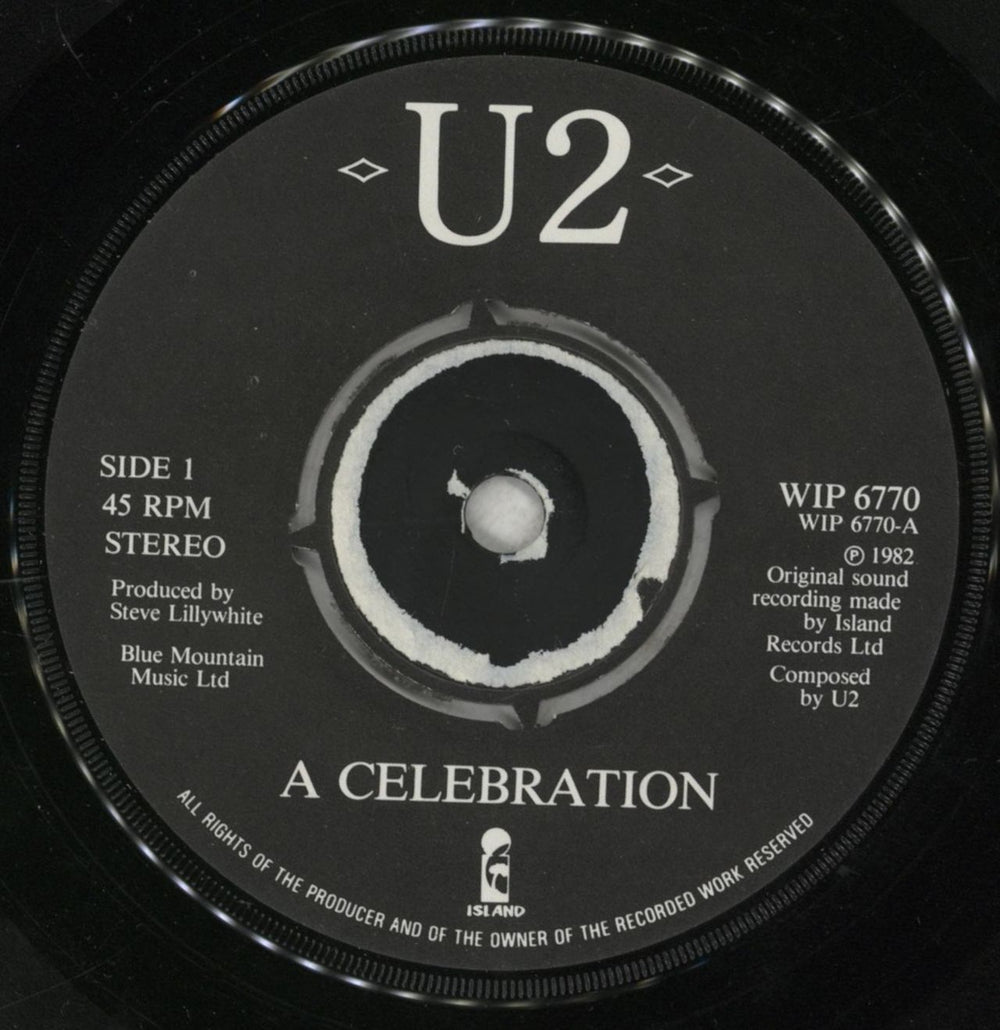 U2
SIDE 1
45 RPM
STEREO
Produced by
Steve Lillywhite
Blue Mountain
Music Ltd
WIP 6770
WIP 6770-A
Ⓟ 1982
Original sound
recording made
by Island
Records Ltd
Composed
by U2
A CELEBRATION
ISLAND
ALL RIGHTS OF THE PRODUCER AND OF THE OWNER OF THE RECORDED WORK RESERVED